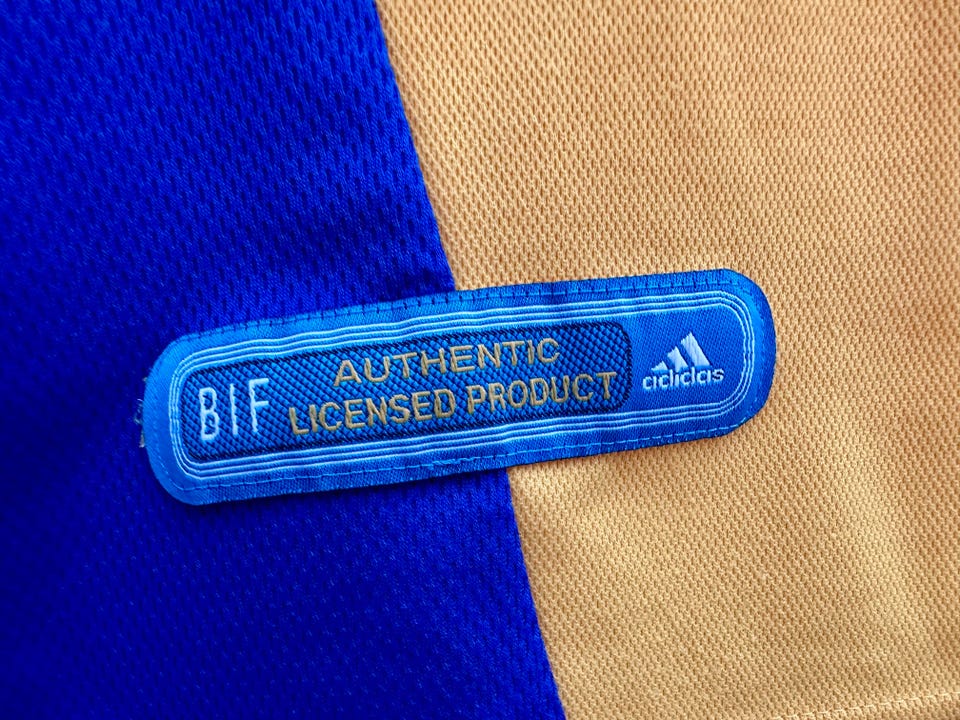 BIF
AUTHENTIC
LICENSED PRODUCT
adidas